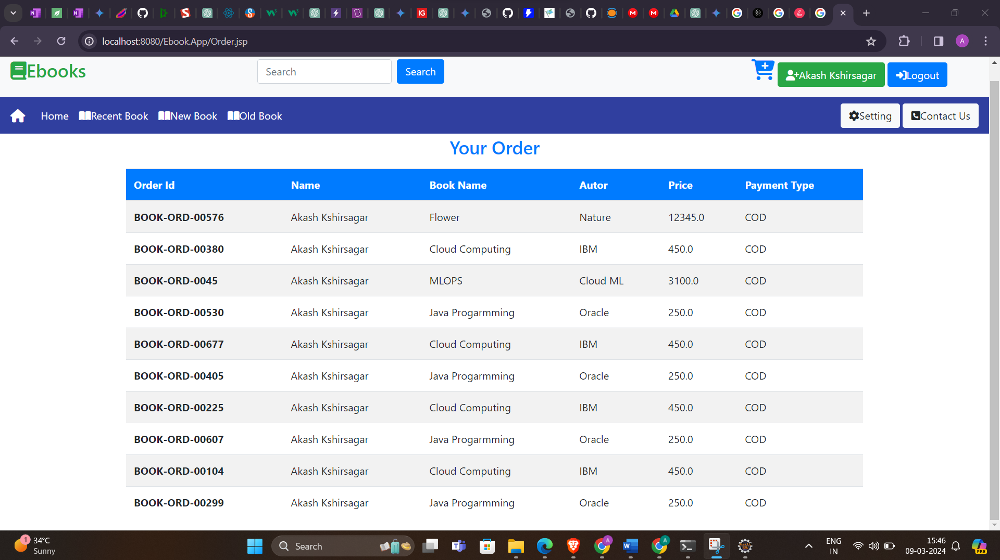 localhost:8080/Ebook.App/Order.jsp
A
Ebooks
Search
Search
Akash Kshirsagar
Logout
Home
Recent Book
New Book
Old Book
Setting
Contact Us
Your Order
Order Id Name Book Name Autor Price Payment Type
BOOK-ORD-00576 Akash Kshirsagar Flower Nature 12345.0 COD
BOOK-ORD-00380 Akash Kshirsagar Cloud Computing IBM 450.0 COD
BOOK-ORD-0045 Akash Kshirsagar MLOPS Cloud ML 3100.0 COD
BOOK-ORD-00530 Akash Kshirsagar Java Progarmming Oracle 250.0 COD
BOOK-ORD-00677 Akash Kshirsagar Cloud Computing IBM 450.0 COD
BOOK-ORD-00405 Akash Kshirsagar Java Progarmming Oracle 250.0 COD
BOOK-ORD-00225 Akash Kshirsagar Cloud Computing IBM 450.0 COD
BOOK-ORD-00607 Akash Kshirsagar Java Progarmming Oracle 250.0 COD
BOOK-ORD-00104 Akash Kshirsagar Cloud Computing IBM 450.0 COD
BOOK-ORD-00299 Akash Kshirsagar Java Progarmming Oracle 250.0 COD
1
34°C
Sunny
Search
ENG
IN
15:46
09-03-2024
PRE